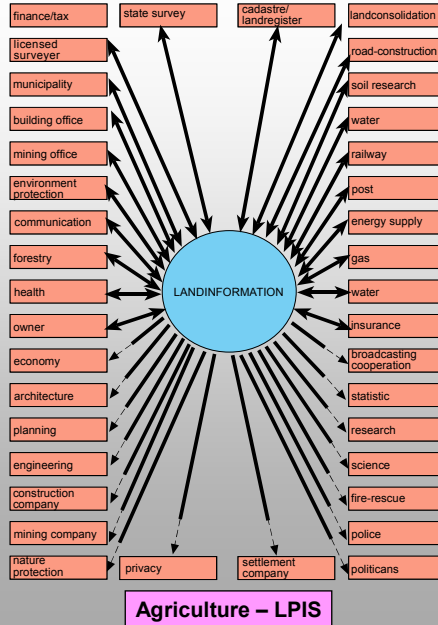 finance/tax
state survey
cadastre/
landregister
landconsolidation
licensed
surveyer
road-construction
municipality
soil research
building office
water
mining office
railway
environment
protection
post
communication
energy supply
forestry
gas
health
LANDINFORMATION
water
owner
insurance
economy
broadcasting
cooperation
architecture
statistic
planning
research
engineering
science
construction
company
fire-rescue
mining company
police
nature
protection
privacy
settlement
company
politicans
Agriculture – LPIS